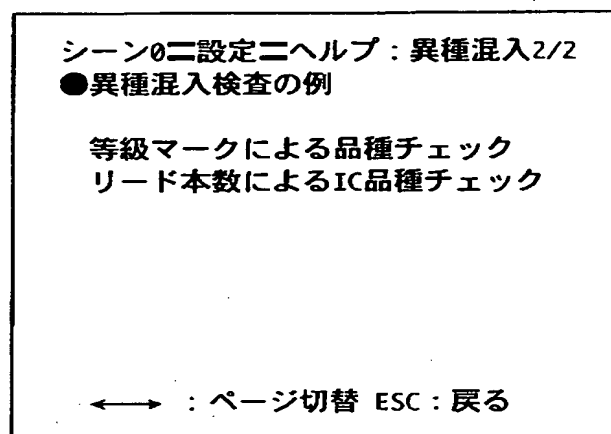 シーン0〓設定〓ヘルプ：異種混入2/2
●異種混入検査の例
等級マークによる品種チェック
リード本数によるIC品種チェック
←→ ：ページ切替 ESC：戻る